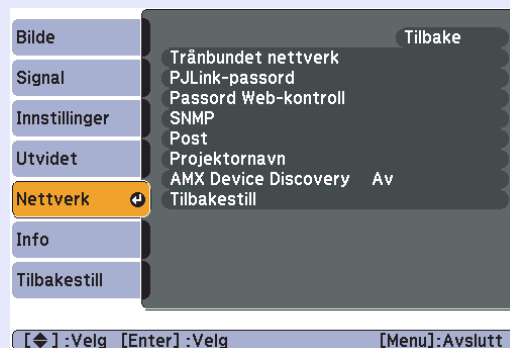 Bilde
Signal
Innstillinger
Utvidet
Nettverk
Info
Tilbakestill
Tilbake
Trånbundet nettverk
PJLink-passord
Passord Web-kontroll
SNMP
Post
Projektornavn
AMX Device Discovery Av
Tilbakestill
[◆] :Velg [Enter] :Velg [Menu]:Avslutt